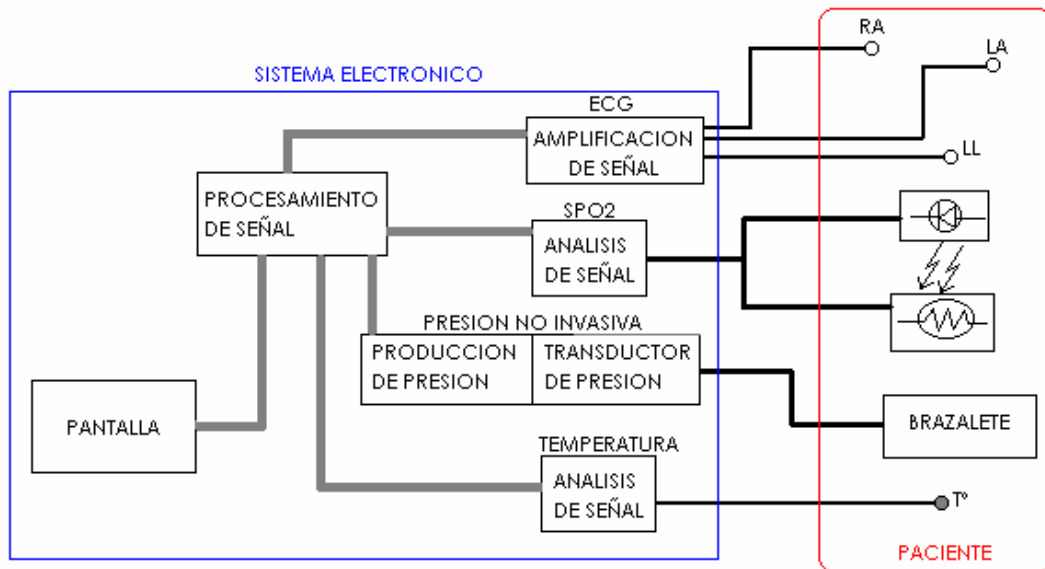 RA
LA
SISTEMA ELECTRONICO
ECG
AMPLIFICACION
DE SEÑAL
LL
PROCESAMIENTO
DE SEÑAL
SPO2
ANALISIS
DE SEÑAL
PRESION NO INVASIVA
PRODUCCION
DE PRESION
TRANSDUCTOR
DE PRESION
PANTALLA
BRAZALETE
TEMPERATURA
ANALISIS
DE SEÑAL
Tº
PACIENTE